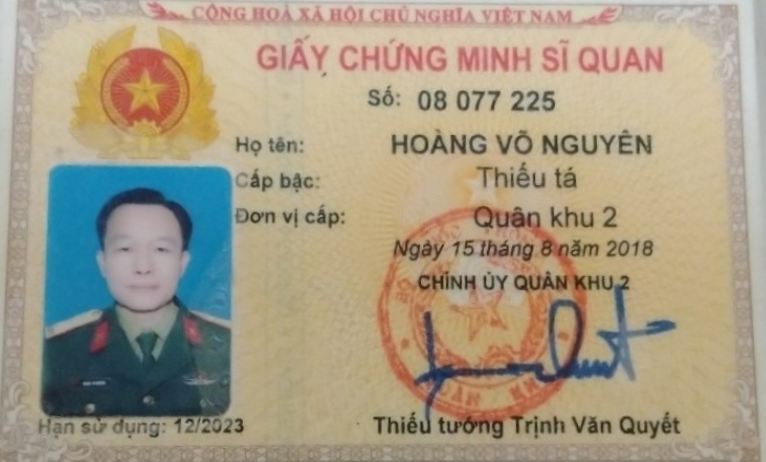 CỘNG HOÀ XÃ HỘI CHỦ NGHĨA VIỆT NAM
GIẤY CHỨNG MINH SĨ QUAN
Số: 08 077 225
Họ tên: HOÀNG VÕ NGUYÊN
Cấp bậc: Thiếu tá
Đơn vị cấp: Quân khu 2
Ngày 15 tháng 8 năm 2018
CHÍNH ỦY QUÂN KHU 2
Hạn sử dụng: 12/2023
Thiếu tướng Trịnh Văn Quyết